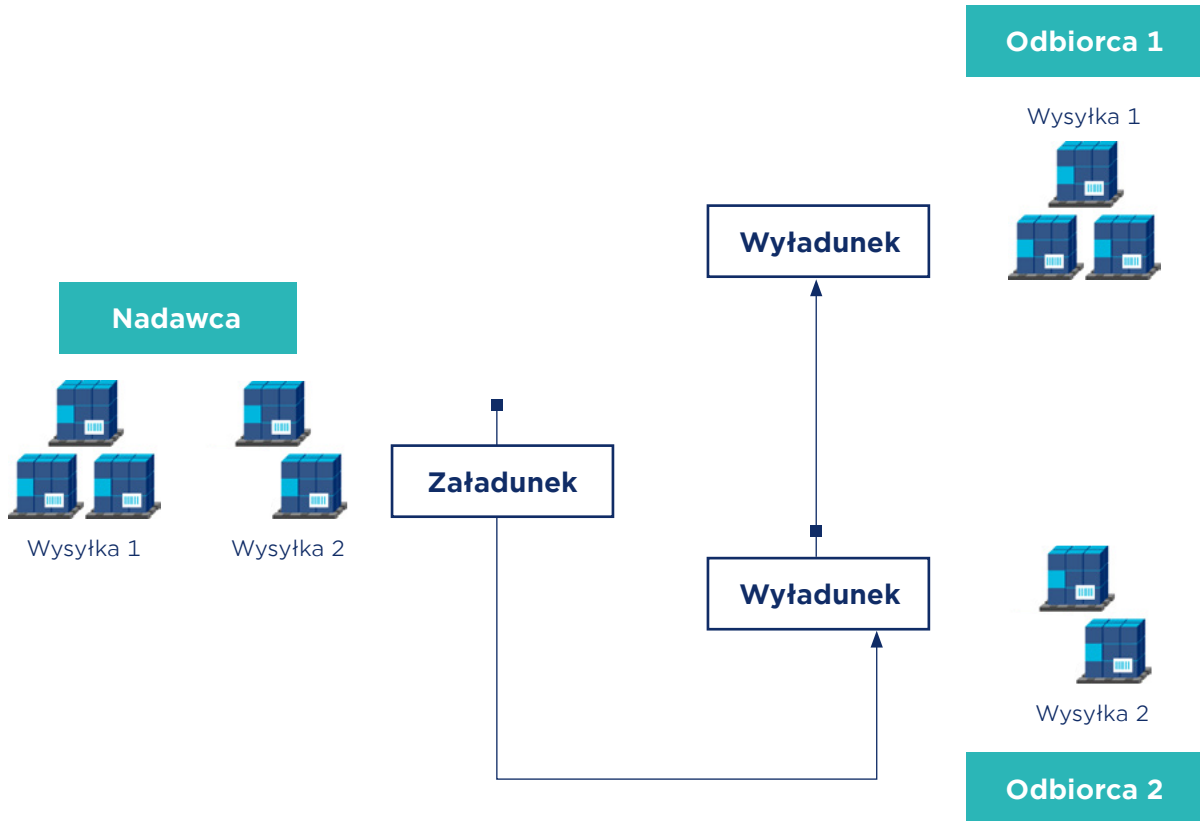 Odbiorca 1
Wysyłka 1
Wyładunek
Nadawca
Załadunek
Wysyłka 1
Wysyłka 2
Wyładunek
Wysyłka 2
Odbiorca 2